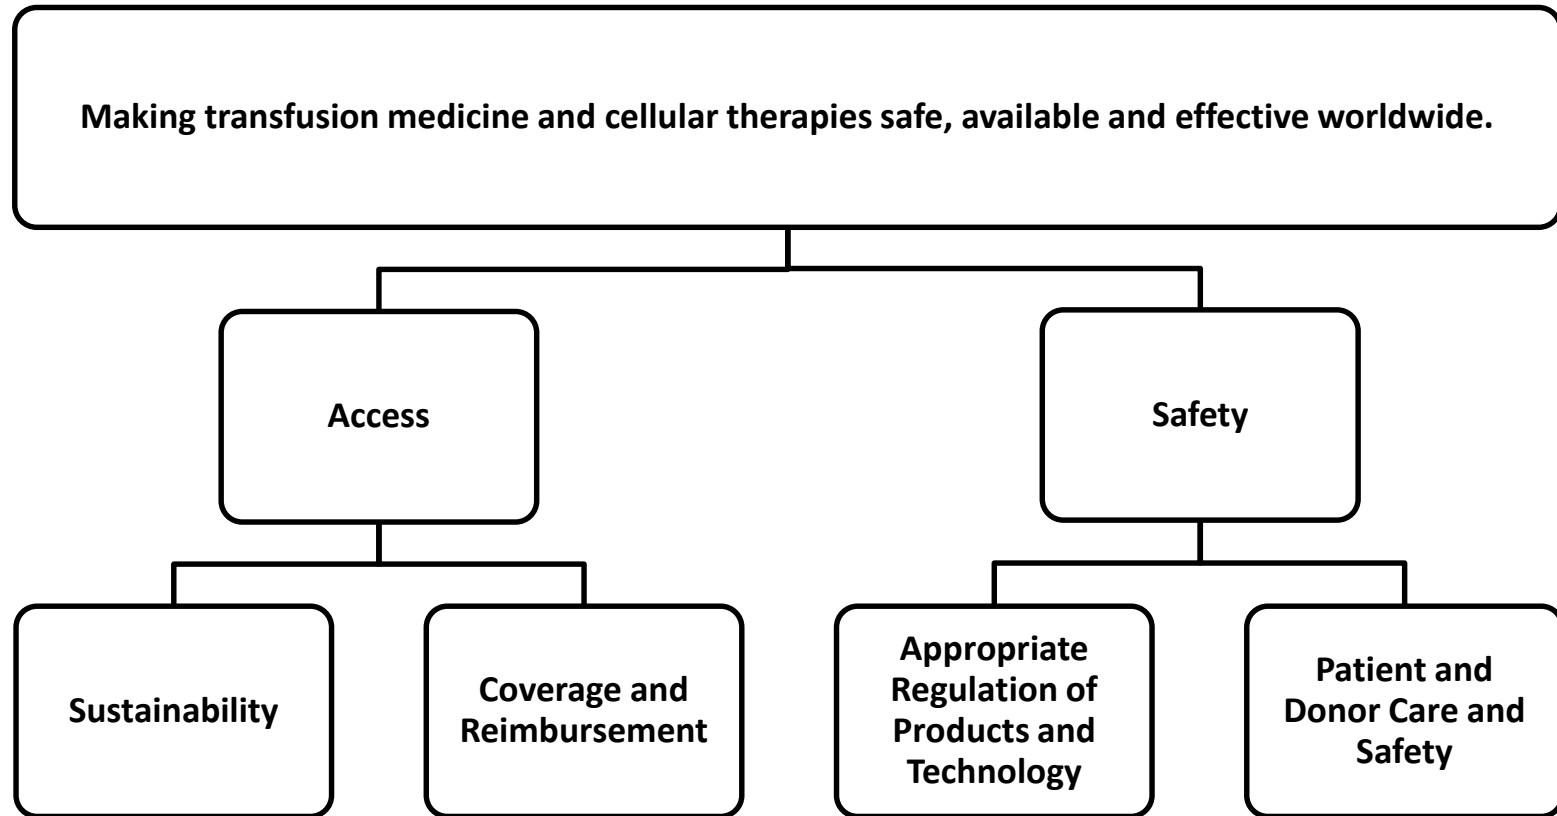 Making transfusion medicine and cellular therapies safe, available and effective worldwide.
Access
Safety
Sustainability
Coverage and
Reimbursement
Appropriate
Regulation of
Products and
Technology
Patient and
Donor Care and
Safety